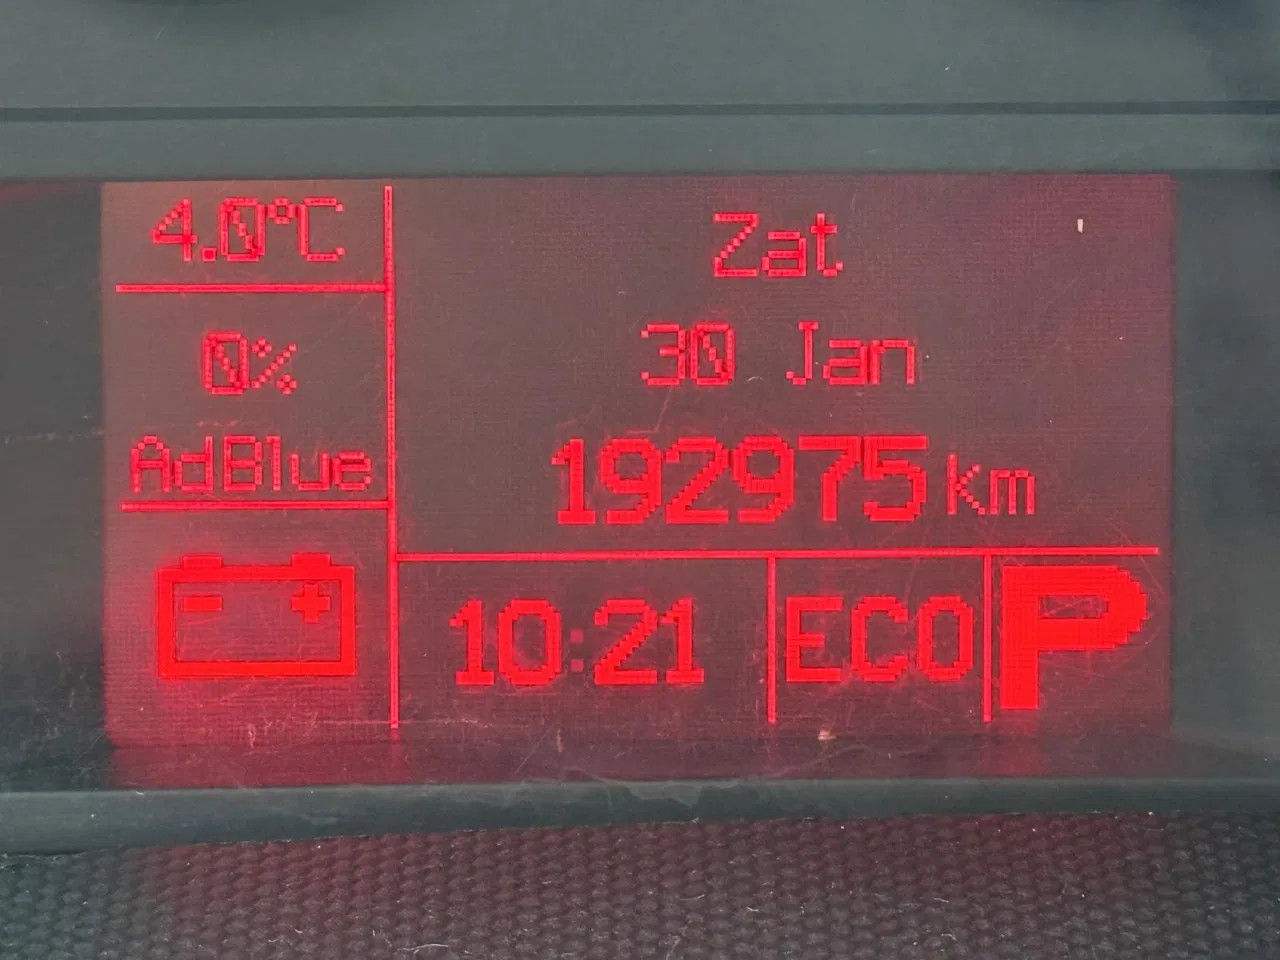 4.0°C
0%
AdBlue
Zat
30 Jan
192975 km
- +
10:21
ECO
P